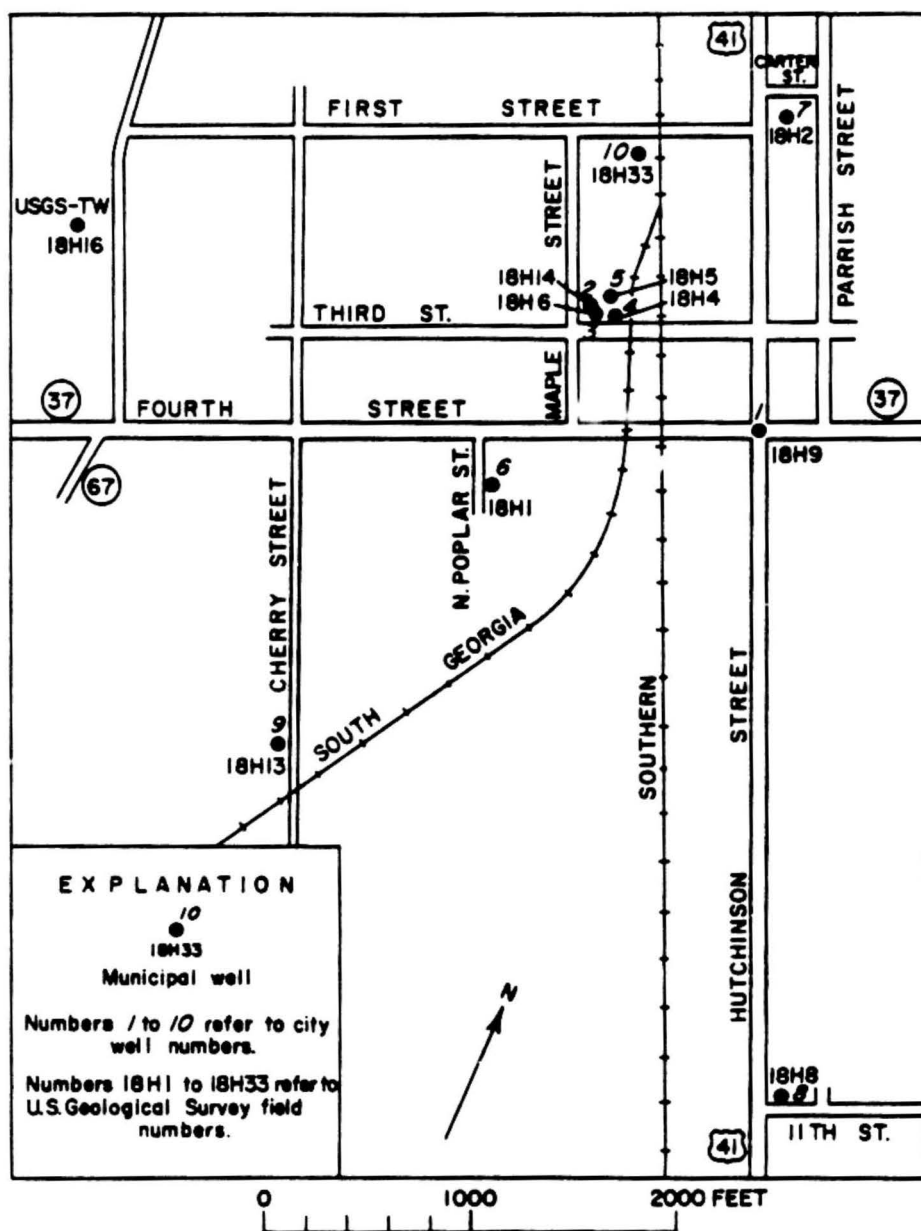 41
CARTER
ST.
FIRST STREET
7
18H2
PARRISH STREET
10
18H33
STREET
USGS-TW
18H16
18H14
2
5
18H5
18H6
4
18H4
3
THIRD ST.
MAPLE
37
FOURTH STREET
37
1
18H9
67
CHERRY STREET
N. POPLAR ST.
6
18H1
SOUTH GEORGIA
SOUTHERN
HUTCHINSON STREET
9
18H13
EXPLANATION
10
18H33
Municipal well
Numbers 1 to 10 refer to city
well numbers.
Numbers 18H1 to 18H33 refer to
U.S. Geological Survey field
numbers.
N
18H8
8
41
11TH ST.
0 1000 2000 FEET